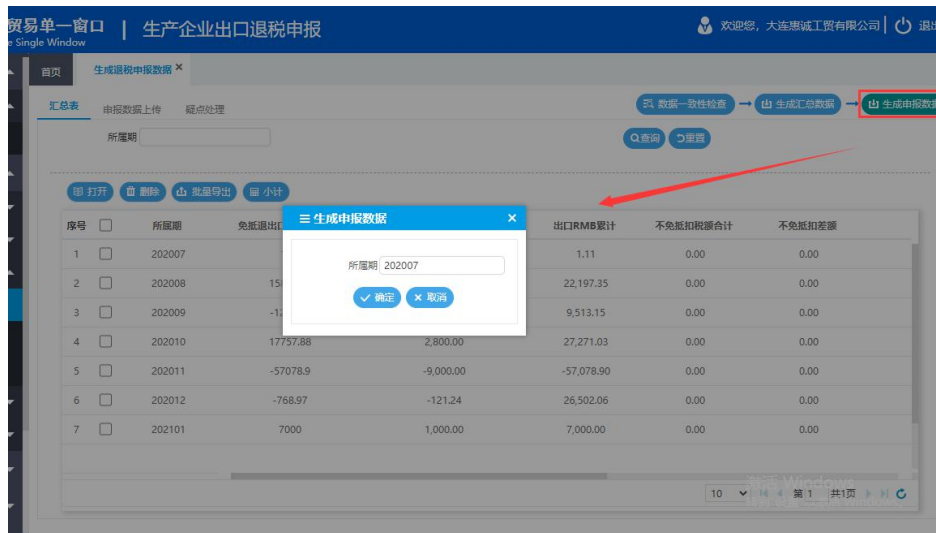 贸易单一窗口 | 生产企业出口退税申报 欢迎您，大连惠诚工贸有限公司 退出
e Single Window
首页 生成退税申报数据 ×
汇总表 申报数据上传 疑点处理 数据一致性检查 生成汇总数据 生成申报数据
所属期 查询 重置
打开 删除 批量导出 小计
序号 所属期 免抵退出口 出口RMB累计 不免抵扣税额合计 不免抵扣差额
生成申报数据 ×
所属期 202007
确定 取消
1 202007 1.11 0.00 0.00
2 202008 15 22,197.35 0.00 0.00
3 202009 -12 9,513.15 0.00 0.00
4 202010 17757.88 2,800.00 27,271.03 0.00 0.00
5 202011 -57078.9 -9,000.00 -57,078.90 0.00 0.00
6 202012 -768.97 -121.24 26,502.06 0.00 0.00
7 202101 7000 1,000.00 7,000.00 0.00 0.00
激活 Windows
10 第 1 共1页